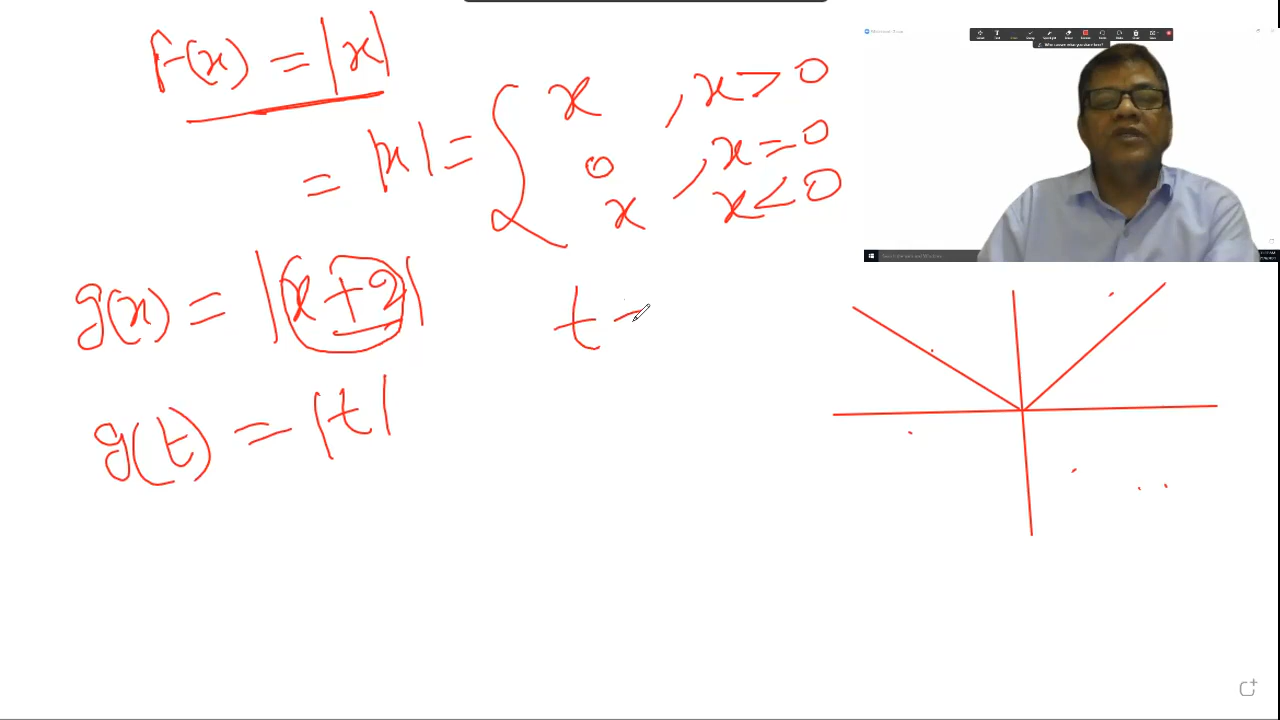 f(x) = |x|
= |x| = { x , x > 0
0 , x = 0
x x < 0
g(x) = |x+2|
t -
g(t) = |t|